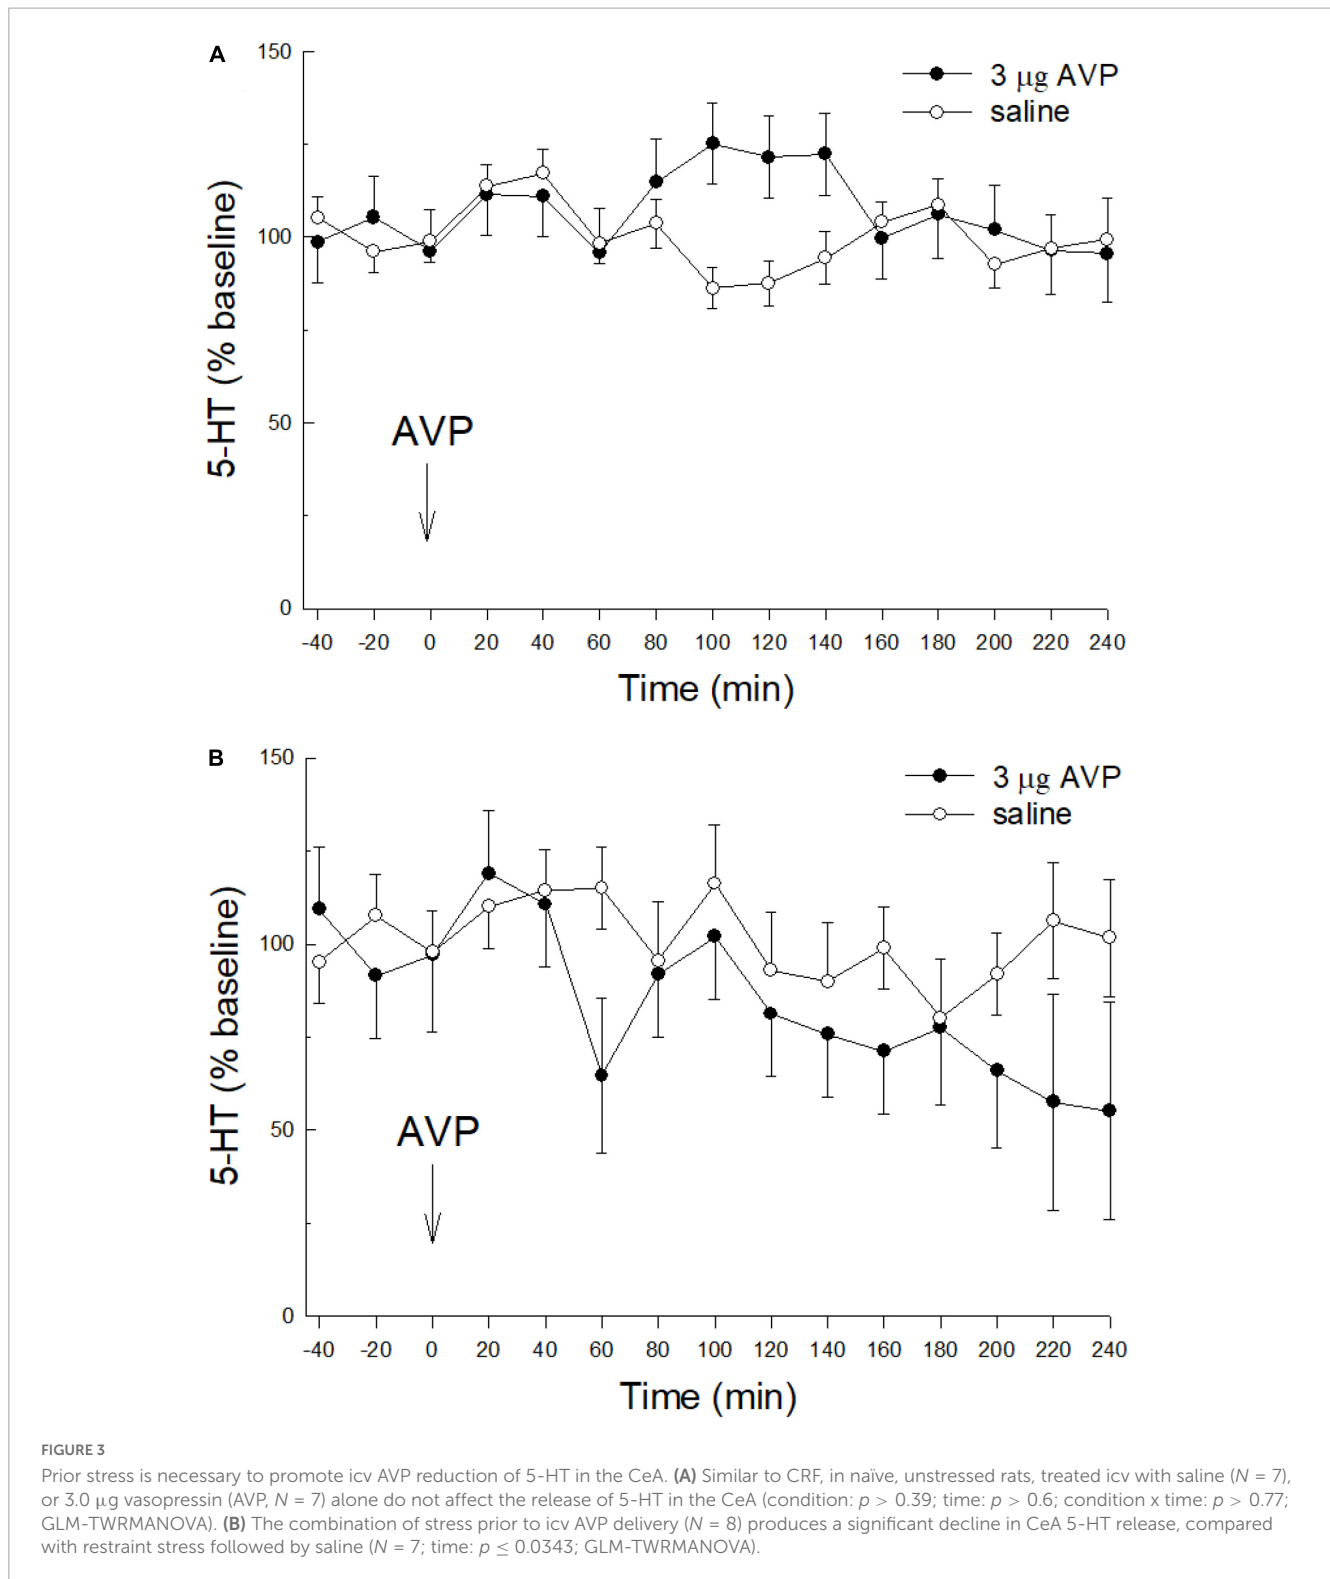 A
150
100
50
0
5-HT (% baseline)
3 μg AVP
saline
AVP
-40 -20 0 20 40 60 80 100 120 140 160 180 200 220 240
Time (min)
B
150
100
50
0
5-HT (% baseline)
3 μg AVP
saline
AVP
-40 -20 0 20 40 60 80 100 120 140 160 180 200 220 240
Time (min)
FIGURE 3
Prior stress is necessary to promote icv AVP reduction of 5-HT in the CeA. (A) Similar to CRF, in naïve, unstressed rats, treated icv with saline (N = 7),
or 3.0 μg vasopressin (AVP, N = 7) alone do not affect the release of 5-HT in the CeA (condition: p > 0.39; time: p > 0.6; condition x time: p > 0.77;
GLM-TWRMANOVA). (B) The combination of stress prior to icv AVP delivery (N = 8) produces a significant decline in CeA 5-HT release, compared
with restraint stress followed by saline (N = 7; time: p ≤ 0.0343; GLM-TWRMANOVA).